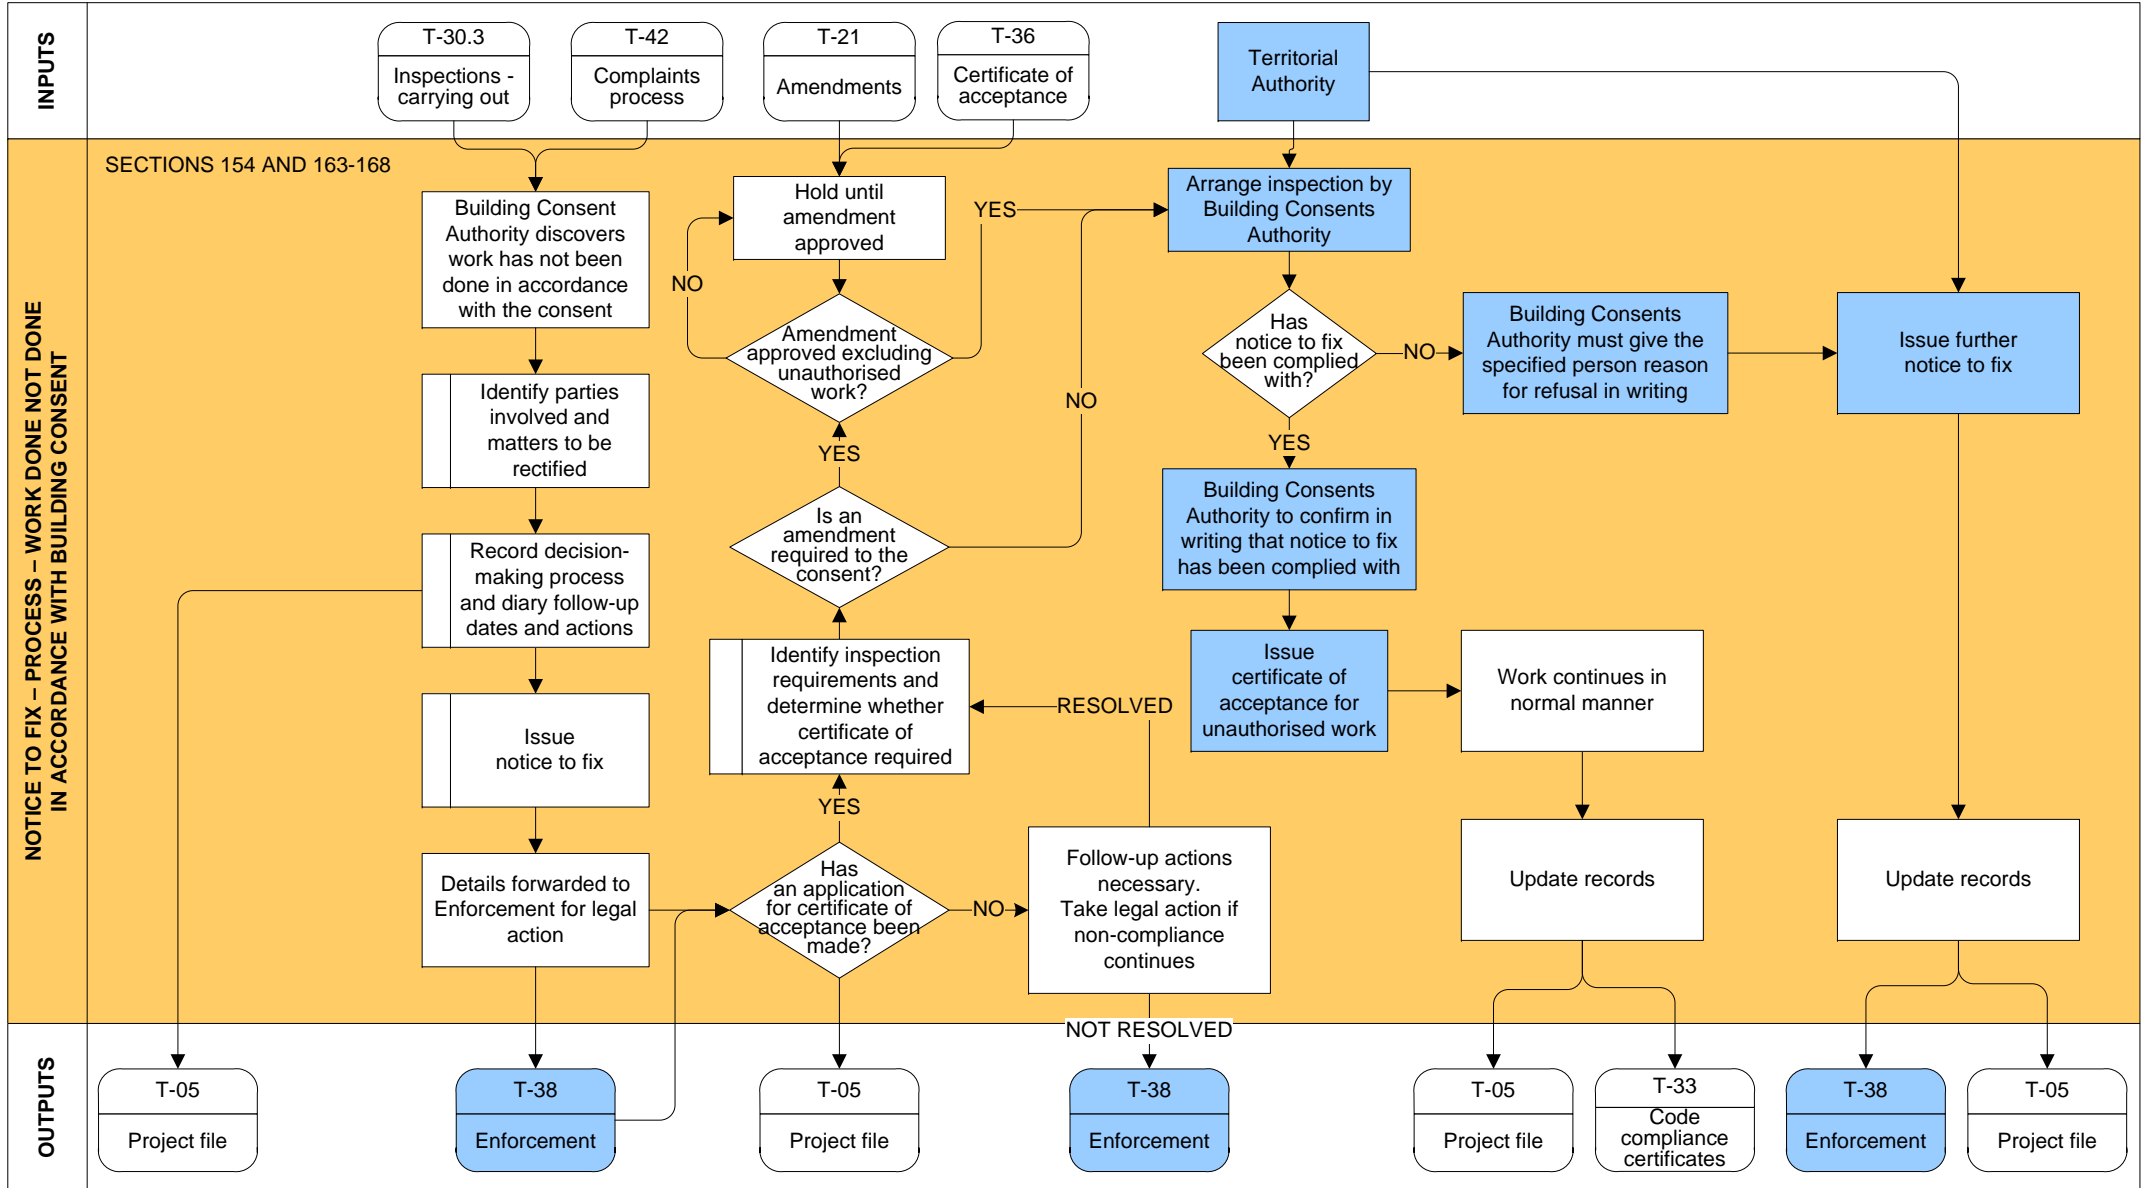 INPUTS
T-30.3
Inspections -
carrying out
T-42
Complaints
process
T-21
Amendments
T-36
Certificate of
acceptance
Territorial
Authority
NOTICE TO FIX – PROCESS – WORK DONE NOT DONE
IN ACCORDANCE WITH BUILDING CONSENT
SECTIONS 154 AND 163-168
Building Consent
Authority discovers
work has not been
done in accordance
with the consent
Identify parties
involved and
matters to be
rectified
Record decision-
making process
and diary follow-up
dates and actions
Issue
notice to fix
Details forwarded to
Enforcement for legal
action
Hold until
amendment
approved
NO
YES
Amendment
approved excluding
unauthorised
work?
YES
Is an
amendment
required to the
consent?
NO
Identify inspection
requirements and
determine whether
certificate of
acceptance required
RESOLVED
YES
Has
an application
for certificate of
acceptance been
made?
NO
Follow-up actions
necessary.
Take legal action if
non-compliance
continues
NOT RESOLVED
Arrange inspection by
Building Consents
Authority
Has
notice to fix
been complied
with?
NO
Building Consents
Authority must give the
specified person reason
for refusal in writing
Issue further
notice to fix
YES
Building Consents
Authority to confirm in
writing that notice to fix
has been complied with
Issue
certificate of
acceptance for
unauthorised work
Work continues in
normal manner
Update records
Update records
OUTPUTS
T-05
Project file
T-38
Enforcement
T-05
Project file
T-38
Enforcement
T-05
Project file
T-33
Code
compliance
certificates
T-38
Enforcement
T-05
Project file